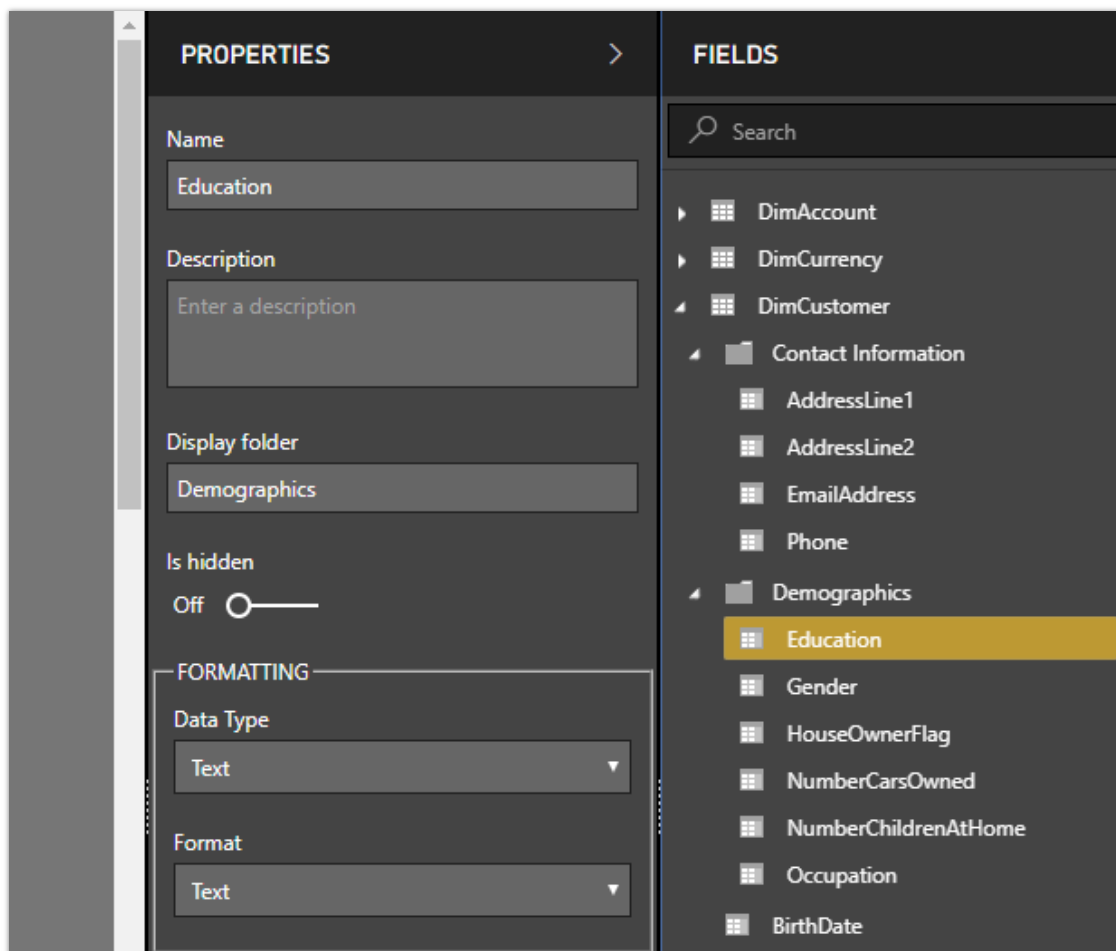 PROPERTIES
Name
Education
Description
Enter a description
Display folder
Demographics
Is hidden
Off
FORMATTING
Data Type
Text
Format
Text
FIELDS
Search
DimAccount
DimCurrency
DimCustomer
Contact Information
AddressLine1
AddressLine2
EmailAddress
Phone
Demographics
Education
Gender
HouseOwnerFlag
NumberCarsOwned
NumberChildrenAtHome
Occupation
BirthDate